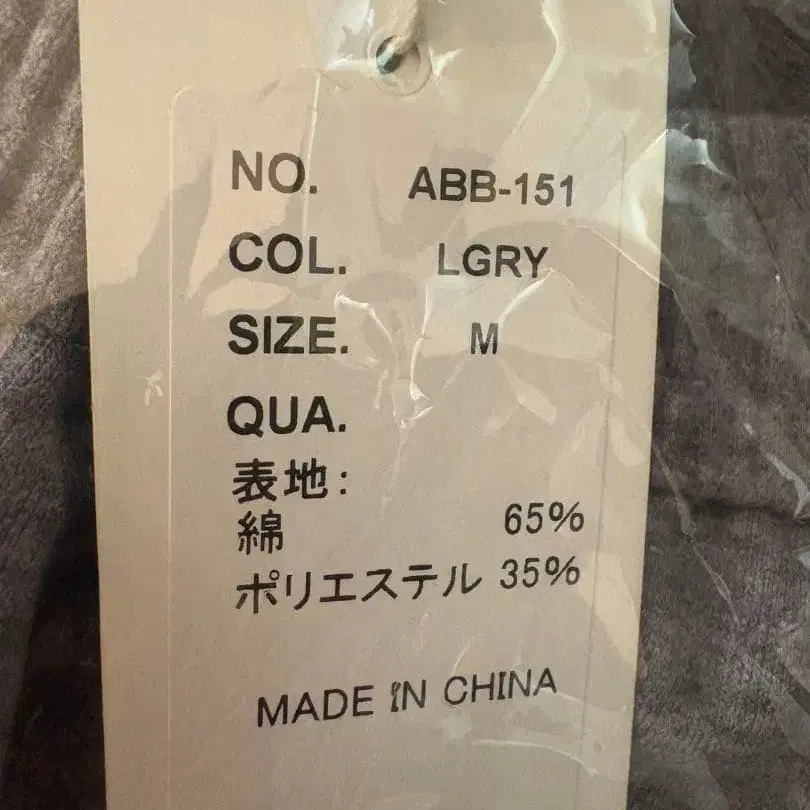 NO. ABB-151
COL. LGRY
SIZE. M
QUA.
表地:
綿 65%
ポリエステル 35%
MADE IN CHINA